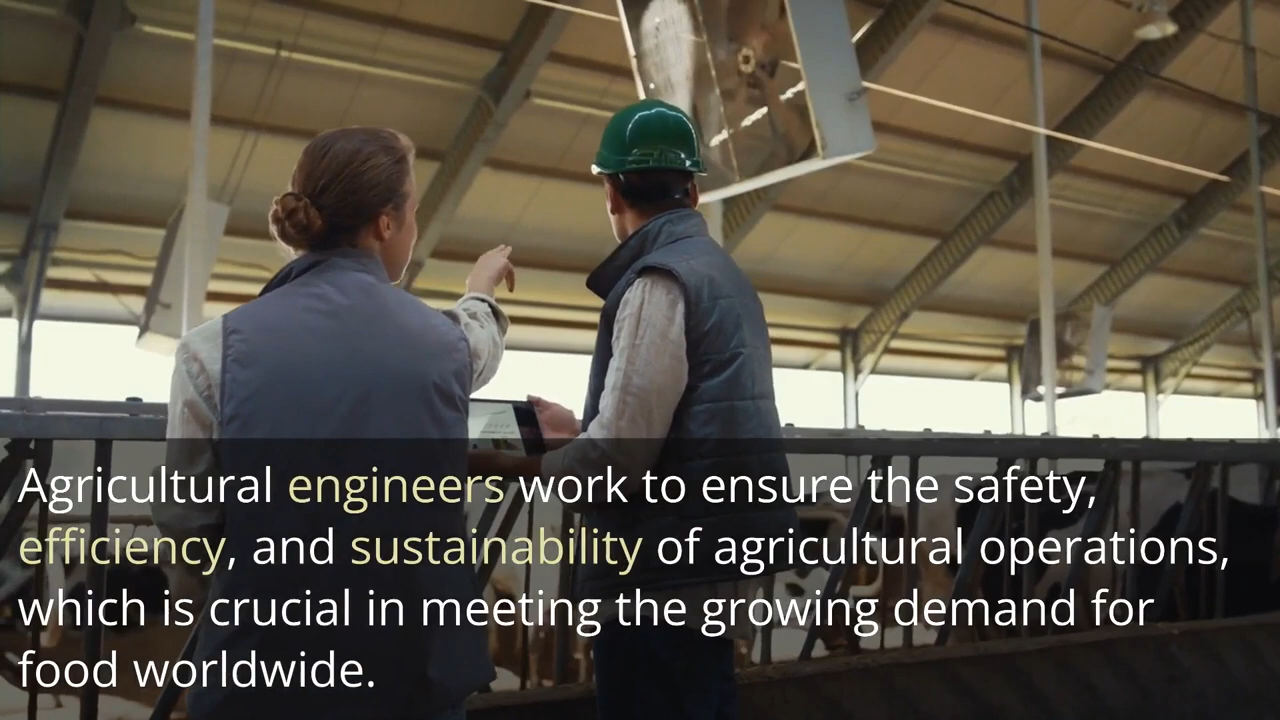 Agricultural engineers work to ensure the safety,
efficiency, and sustainability of agricultural operations,
which is crucial in meeting the growing demand for
food worldwide.